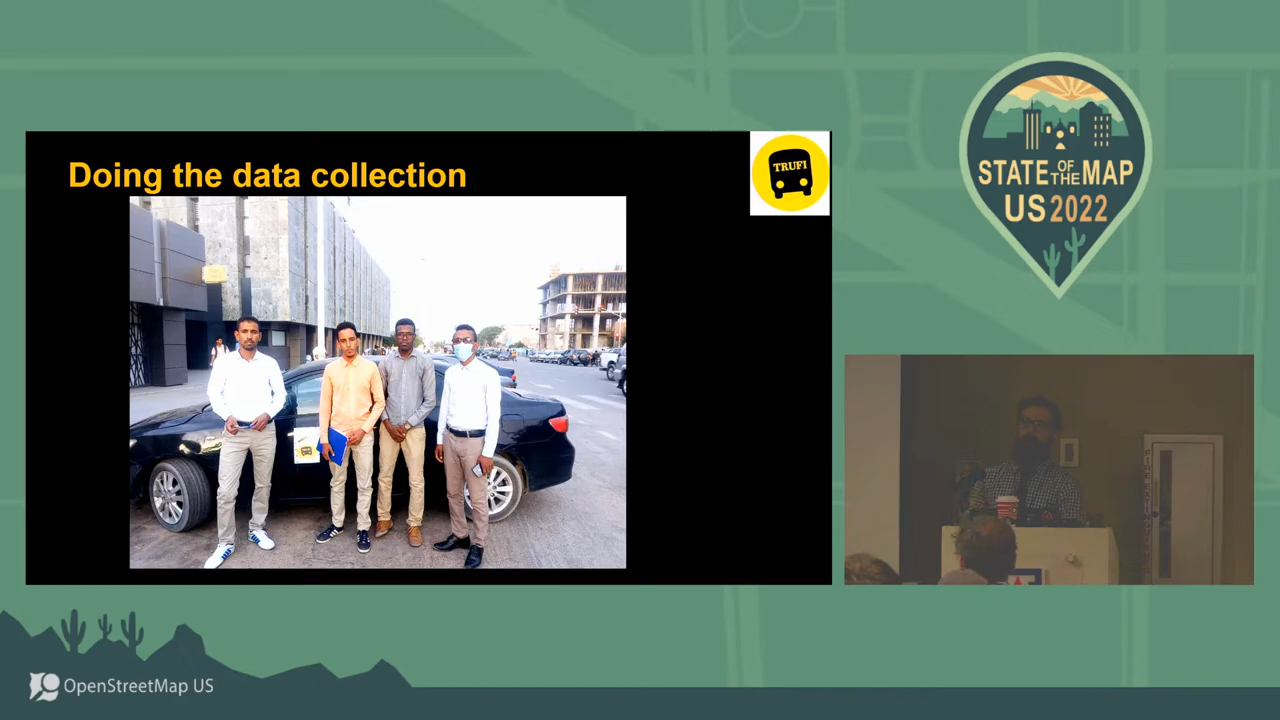 Doing the data collection
TRUFI
STATE OF THE MAP
US 2022
OpenStreetMap US